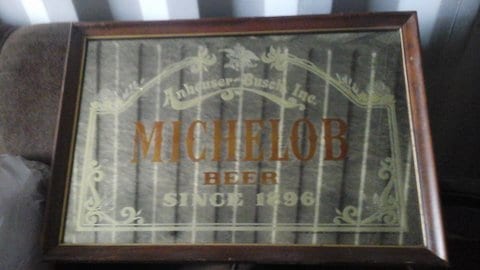 Anheuser-Busch, Inc.
MICHELOB
BEER
SINCE 1896